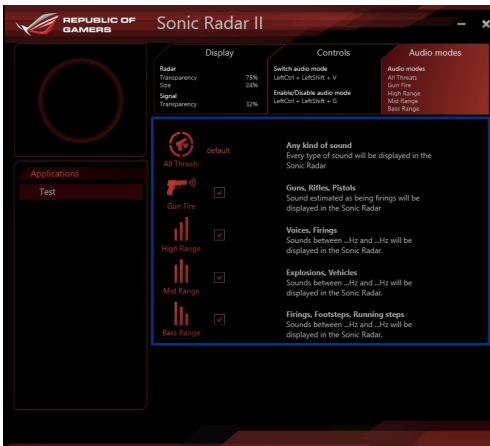 REPUBLIC OF
GAMERS
Sonic Radar II
Display
Radar
Transparency 75%
Size 24%
Signal
Transparency 32%
Controls
Switch audio mode
LeftCtrl + LeftShift + V
Enable/Disable audio mode
LeftCtrl + LeftShift + G
Audio modes
Audio modes
All Threats
Gun Fire
High Range
Mid Range
Bass Range
Applications
Test
All Threats
default
Any kind of sound
Every type of sound will be displayed in the
Sonic Radar
Gun Fire
Guns, Rifles, Pistols
Sound estimated as being firings will be
displayed in the Sonic Radar.
High Range
Voices, Firings
Sounds between ...Hz and ...Hz will be
displayed in the Sonic Radar.
Mid Range
Explosions, Vehicles
Sounds between ...Hz and ...Hz will be
displayed in the Sonic Radar.
Bass Range
Firings, Footsteps, Running steps
Sounds between ...Hz and ...Hz will be
displayed in the Sonic Radar.